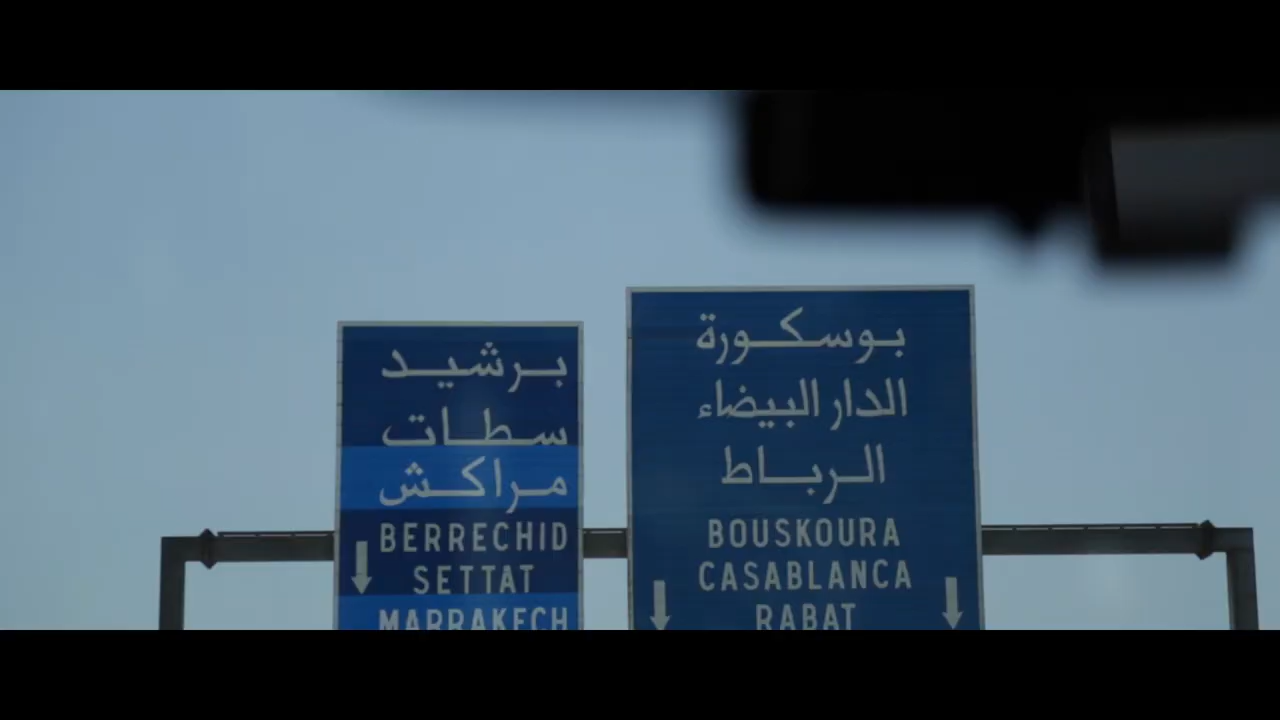 برشيد
سطات
مراكش
BERRECHID
SETTAT
MARRAKECH
بوسكورة
الدار البيضاء
الرباط
BOUSKOURA
CASABLANCA
RABAT